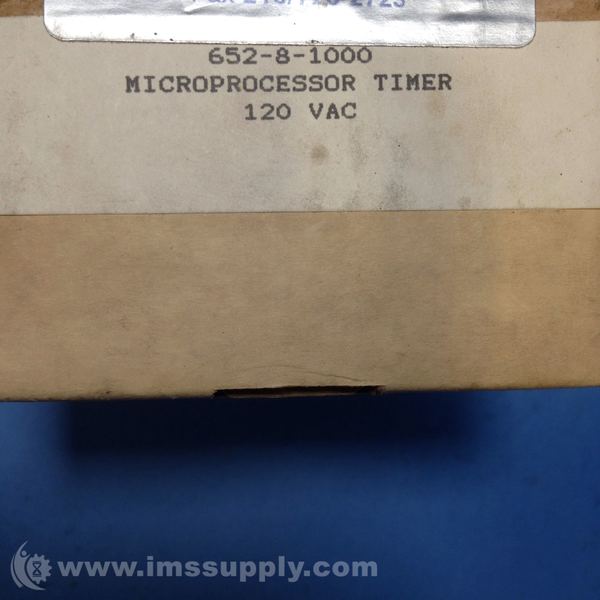 652-8-1000
MICROPROCESSOR TIMER
120 VAC
www.imssupply.com